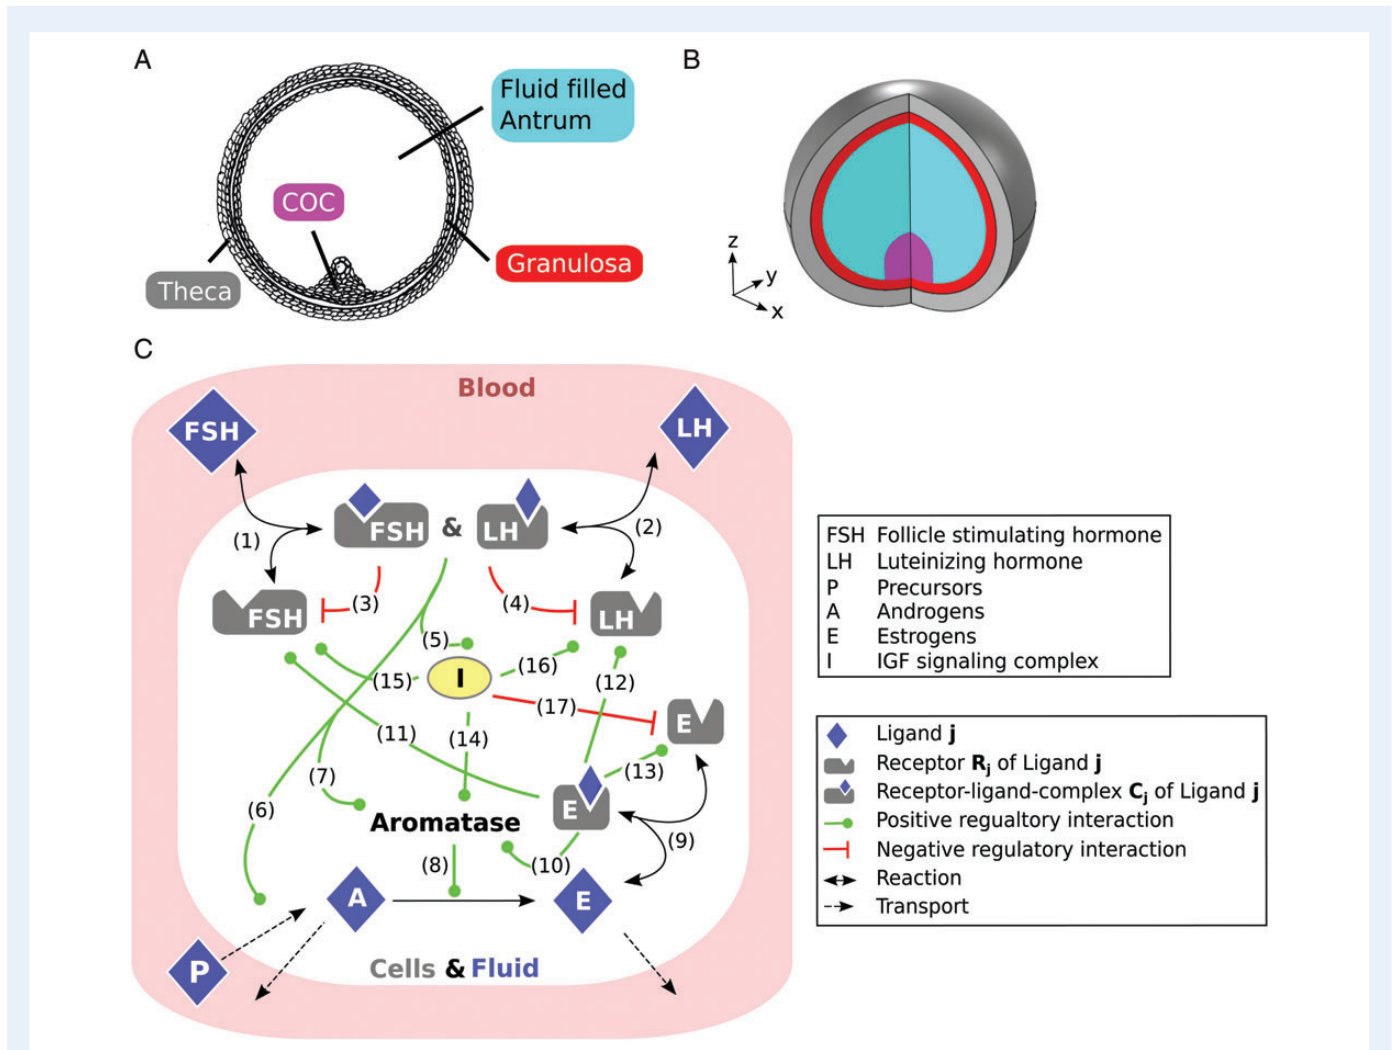 A
Fluid filled
Antrum
COC
Granulosa
Theca
B
z
y
x
C
Blood
FSH
LH
FSH & LH
(1)
(2)
FSH
(3)
(4)
LH
(5)
(15)
I
(16)
(12)
(17)
E
(11)
(14)
(13)
(7)
(6)
E
Aromatase
(9)
(8)
(10)
A
E
P
Cells & Fluid
FSH Follicle stimulating hormone
LH Luteinizing hormone
P Precursors
A Androgens
E Estrogens
I IGF signaling complex
Ligand j
Receptor Rj of Ligand j
Receptor-ligand-complex Cj of Ligand j
Positive regualtory interaction
Negative regulatory interaction
Reaction
Transport